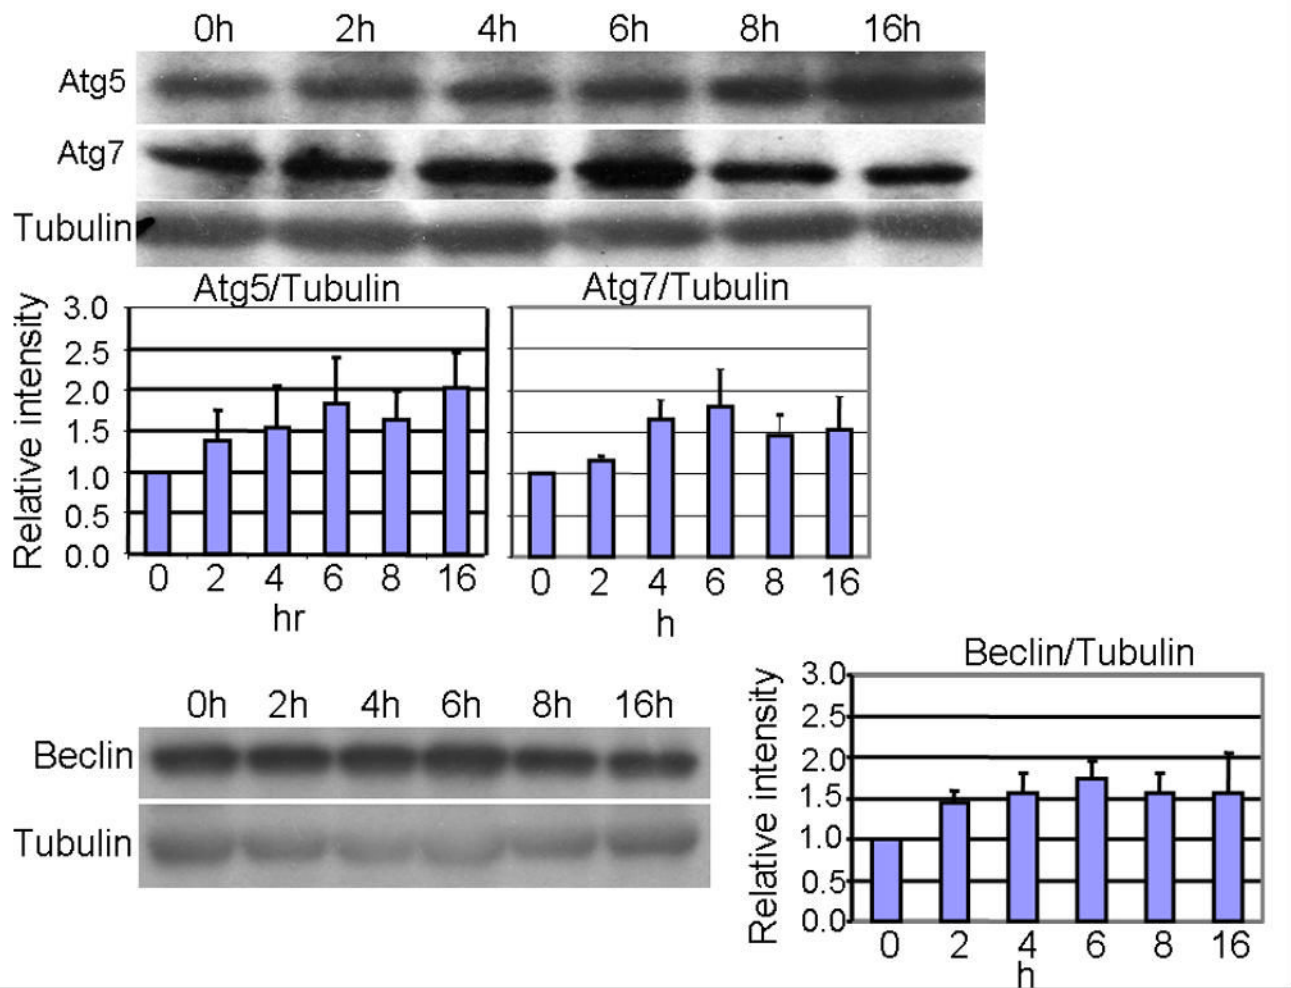 0h 2h 4h 6h 8h 16h
Atg5
Atg7
Tubulin
Atg5/Tubulin
Relative intensity
3.0
2.5
2.0
1.5
1.0
0.5
0.0
0 2 4 6 8 16
hr
Atg7/Tubulin
0 2 4 6 8 16
h
0h 2h 4h 6h 8h 16h
Beclin
Tubulin
Beclin/Tubulin
Relative intensity
3.0
2.5
2.0
1.5
1.0
0.5
0.0
0 2 4 6 8 16
h